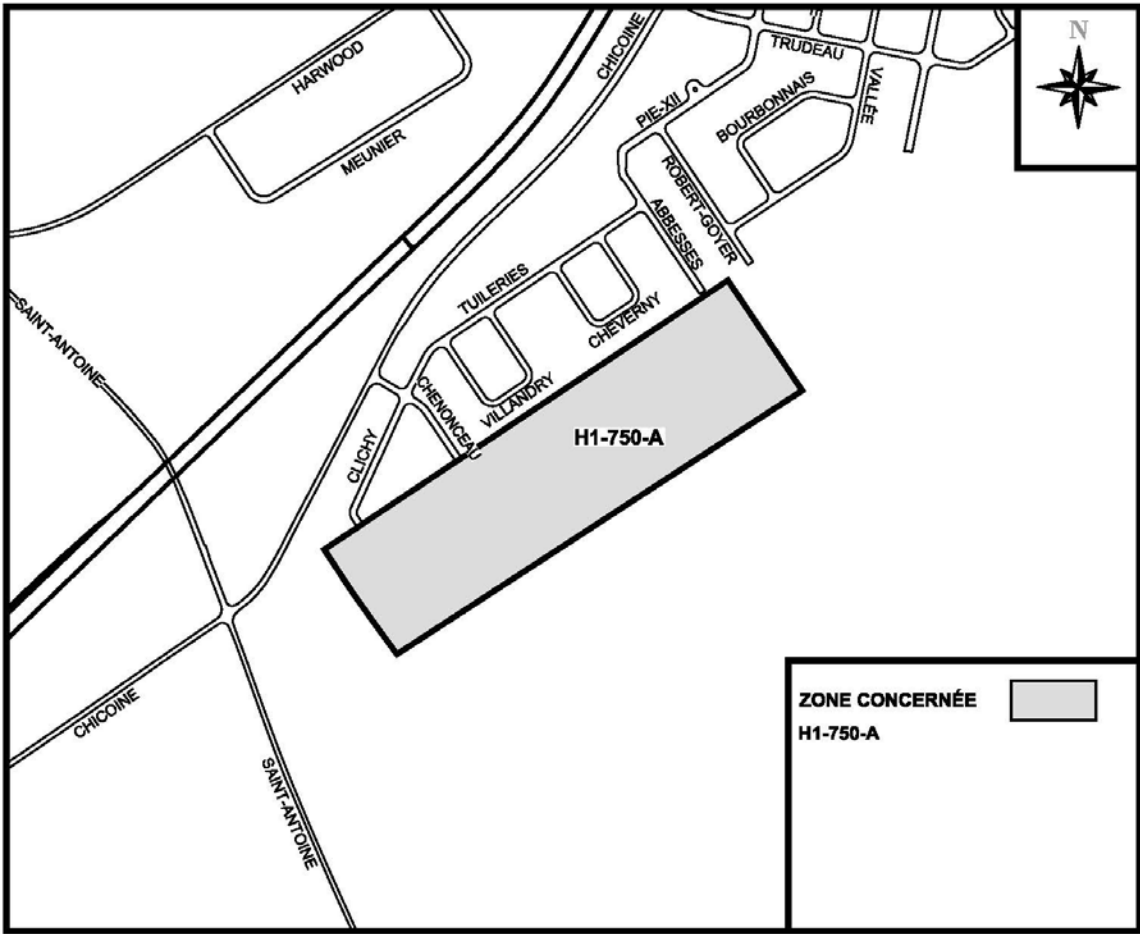 N
HARWOOD
CHICOINE
TRUDEAU
MEUNIER
PIE-XII
BOURBONNAIS
VALLÉE
ROBERT-GOYER
ABBESSES
TUILERIES
SAINT-ANTOINE
CHEVERNY
CHENONCEAU
VILLANDRY
CLICHY
H1-750-A
CHICOINE
SAINT-ANTOINE
ZONE CONCERNÉE
H1-750-A